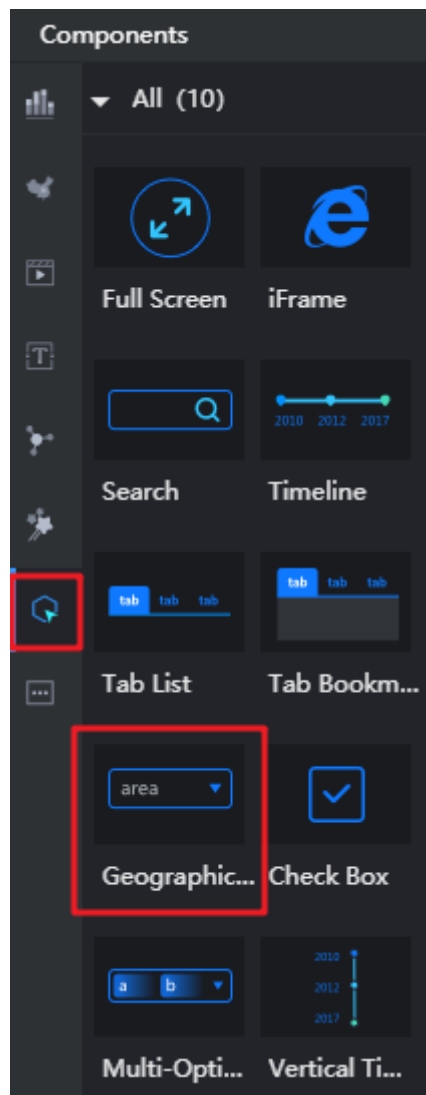 Components
All (10)
Full Screen
iFrame
Search
2010 2012 2017
Timeline
tab tab tab
Tab List
tab tab tab
Tab Bookm...
area
Geographic...
Check Box
a b
Multi-Opti...
2010
2012
2017
Vertical Ti...
T